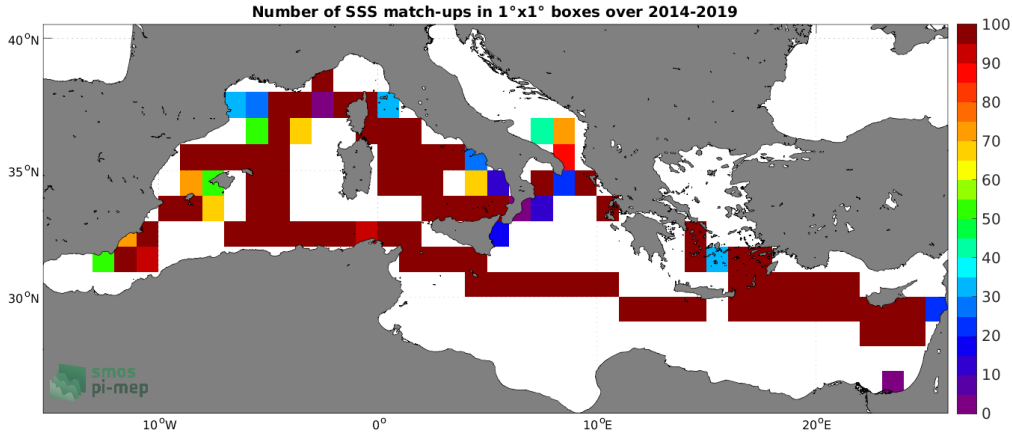 Number of SSS match-ups in 1°x1° boxes over 2014-2019
40°N
35°N
30°N
10°W
0°
10°E
20°E
100
90
80
70
60
50
40
30
20
10
0
smos
pi-mep